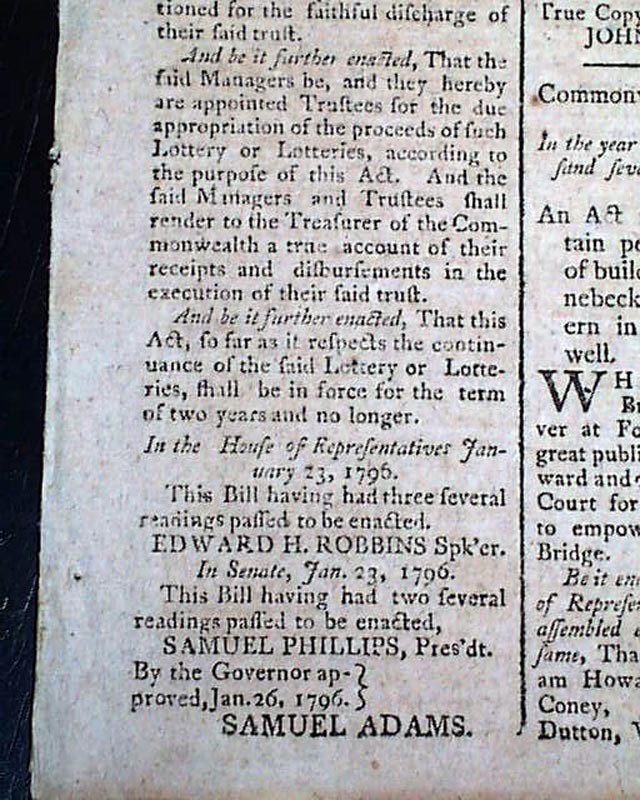 tioned for the faithful diſcharge of
their ſaid truſt.
And be it further enacted, That the
ſaid Managers be, and they hereby
are appointed Truſtees for the due
appropriation of the proceeds of ſuch
Lottery or Lotteries, according to
the purpoſe of this Act. And the
ſaid Managers and Truſtees ſhall
render to the Treaſurer of the Com-
monwealth a true account of their
receipts and diſburſements in the
execution of their ſaid truſt.
And be it further enacted, That this
Act, ſo far as it reſpects the contin-
uance of the ſaid Lottery or Lotte-
ries, ſhall be in force for the term
of two years and no longer.
In the Houſe of Repreſentatives Jan-
uary 23, 1796.
This Bill having had three ſeveral
readings paſſed to be enacted.
EDWARD H. ROBBINS Spk'er.
In Senate, Jan. 23, 1796.
This Bill having had two ſeveral
readings paſſed to be enacted,
SAMUEL PHILLIPS, Pres'dt.
By the Governor ap-}
proved, Jan. 26, 1796.}
SAMUEL ADAMS.
True Copy
JOHN
Commonw
In the year
ſand ſeve
An Act
tain pe
of buil
nebeck
ern in
well.
WH
Br
ver at Fo
great publi
ward and
Court for
to empow
Bridge.
Be it en
of Repreſe
aſſembled
ſame, Tha
am Howa
Coney,
Dutton, W